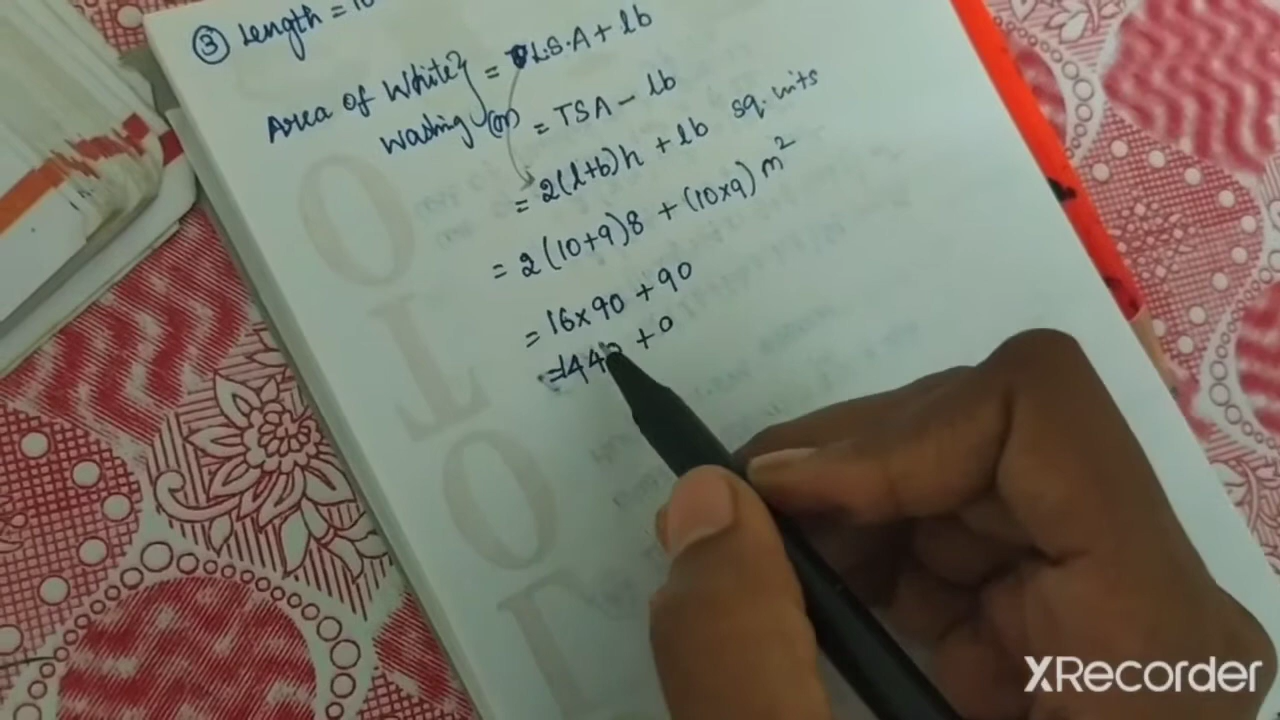 ③ Length = 10
Area of White} = L.S.A + lb
Washing (or) = TSA - lb
= 2(l+b)h + lb sq. units
= 2(10+9)8 + (10×9) m²
= 16×90 + 90
=1440 + 0
XRecorder